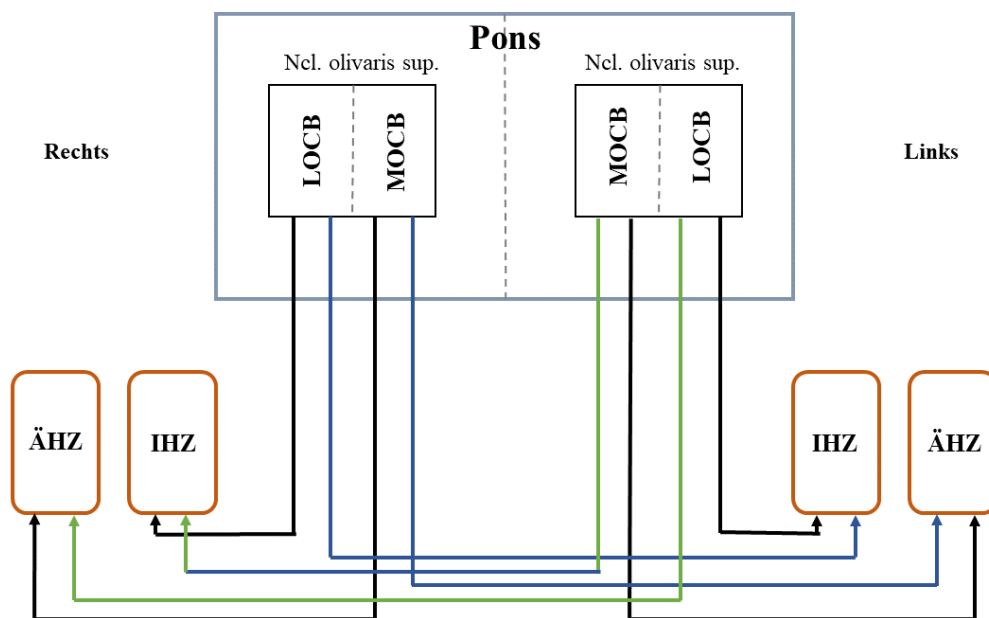 Pons
Ncl. olivaris sup.
Ncl. olivaris sup.
LOCB
MOCB
MOCB
LOCB
Rechts
Links
ÄHZ
IHZ
IHZ
ÄHZ